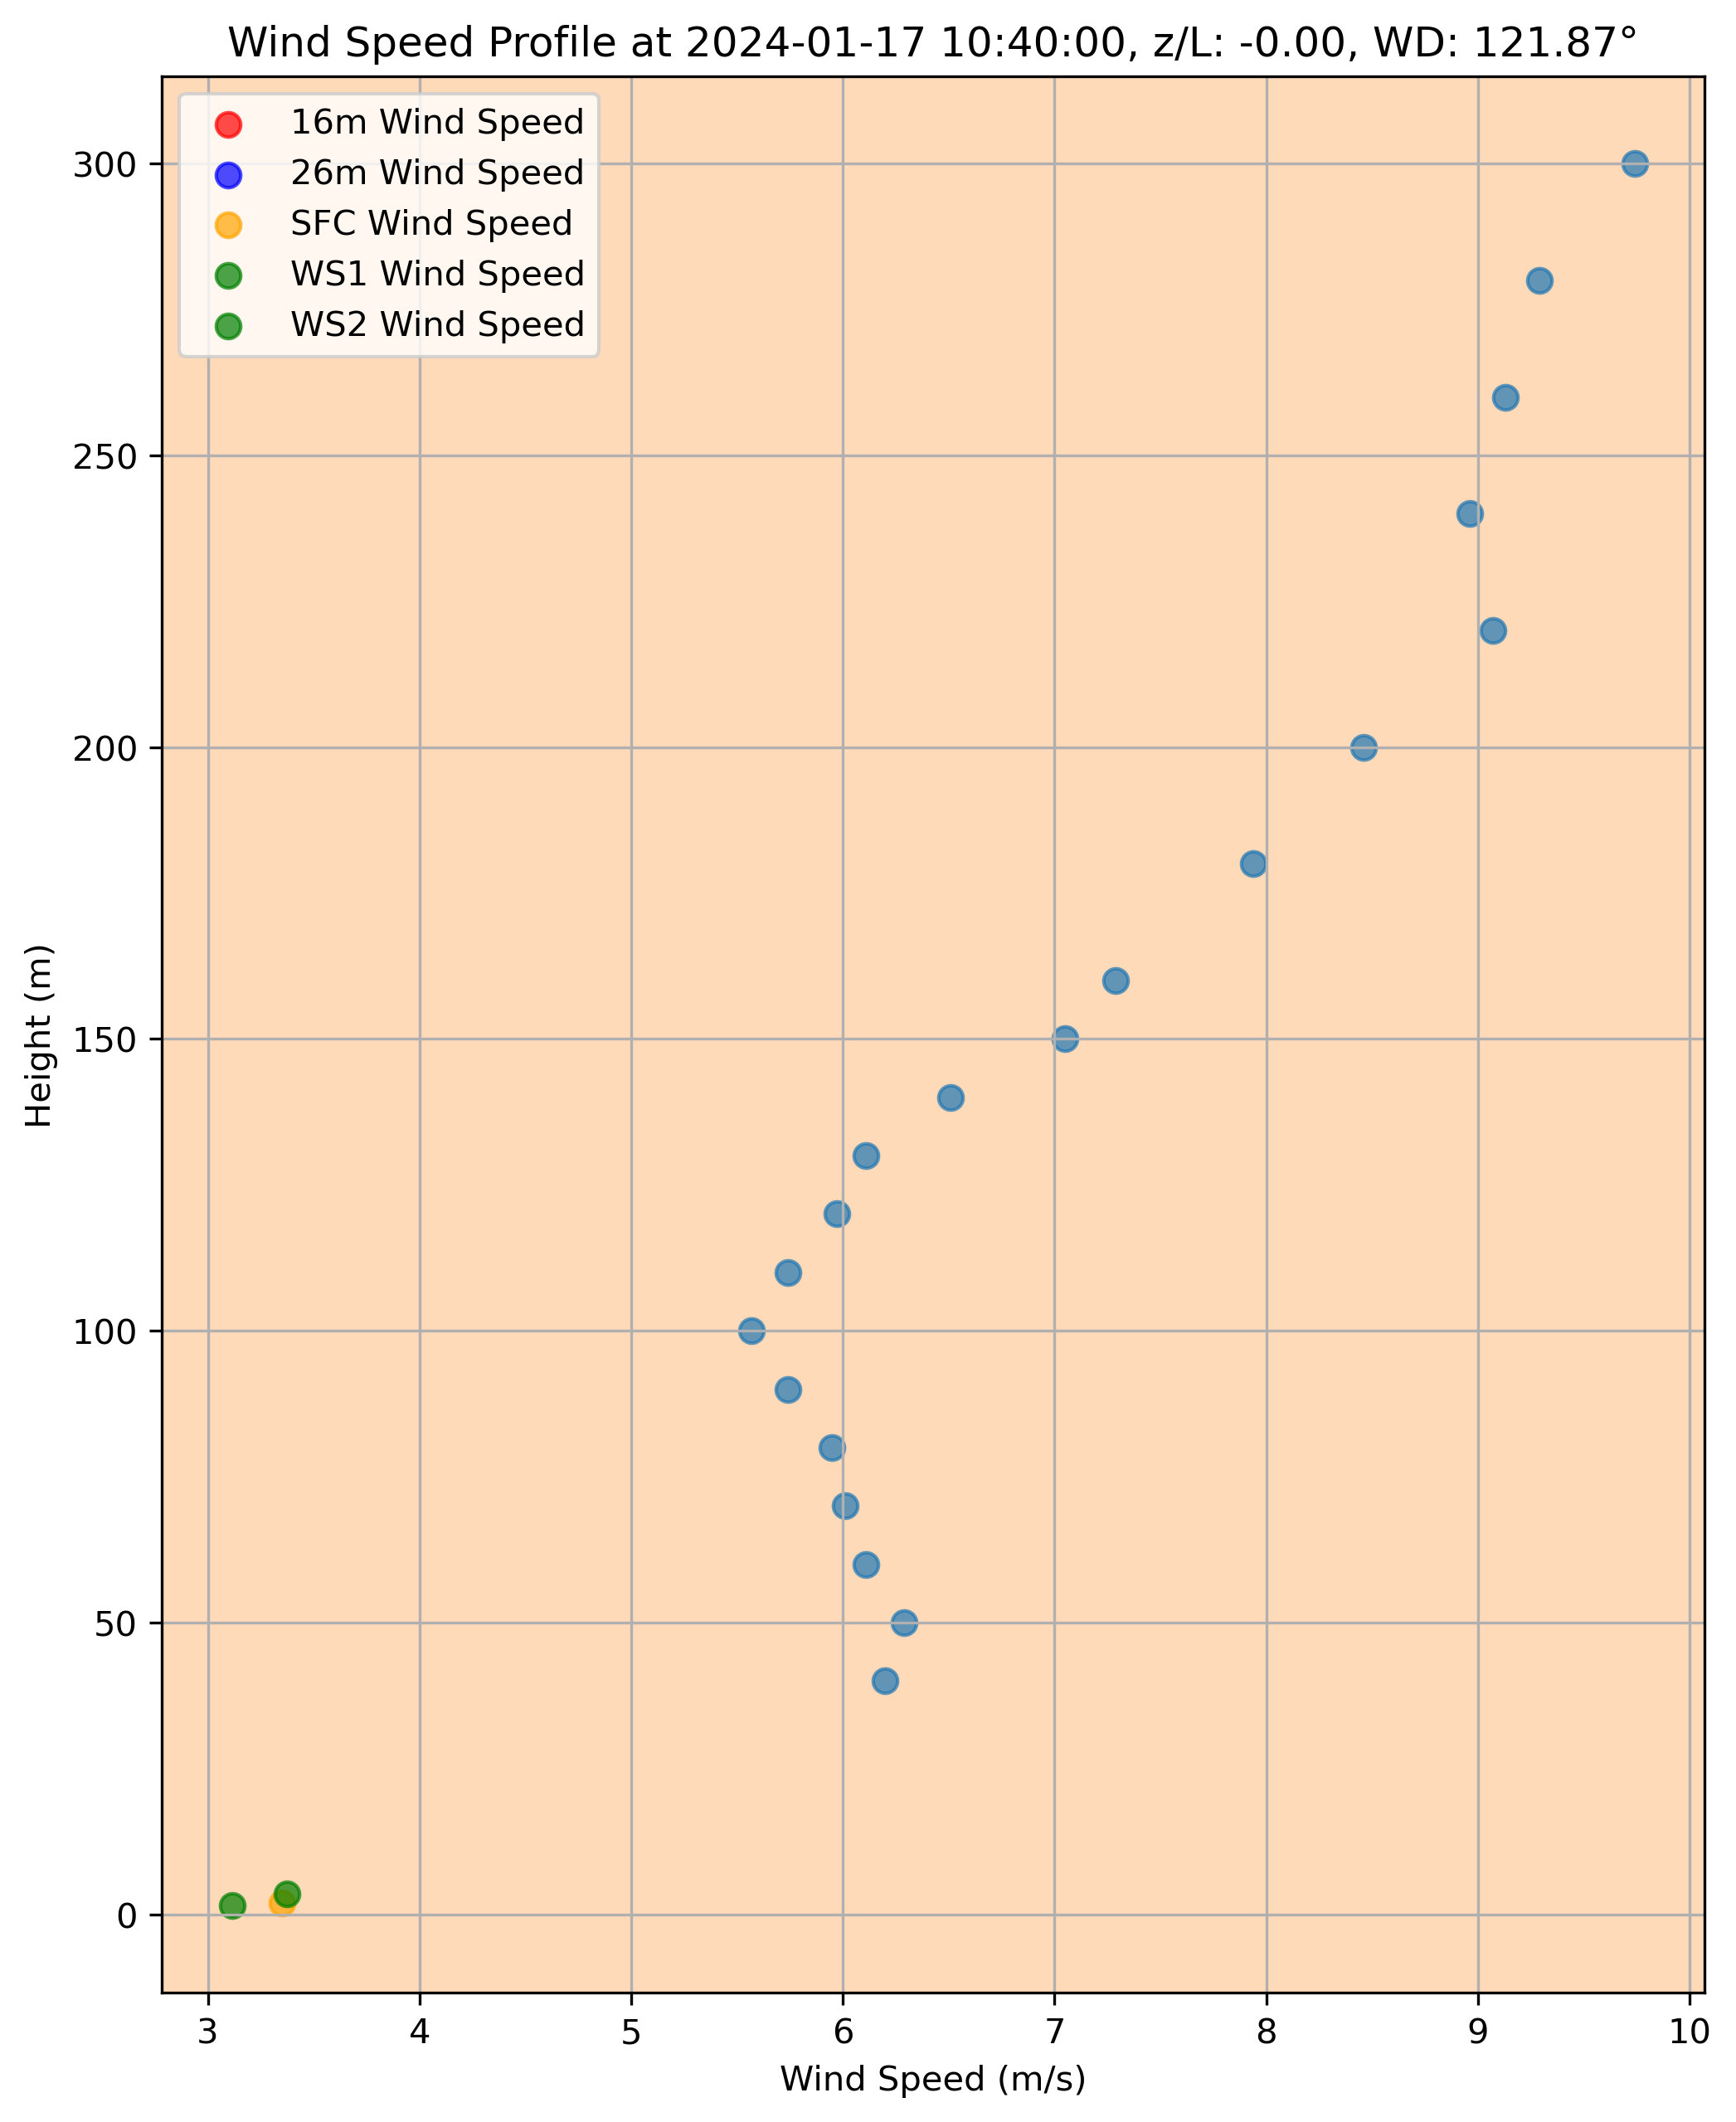 Wind Speed Profile at 2024-01-17 10:40:00, z/L: -0.00, WD: 121.87°
16m Wind Speed
26m Wind Speed
SFC Wind Speed
WS1 Wind Speed
WS2 Wind Speed
300
250
200
150
100
50
0
Height (m)
3 4 5 6 7 8 9 10
Wind Speed (m/s)